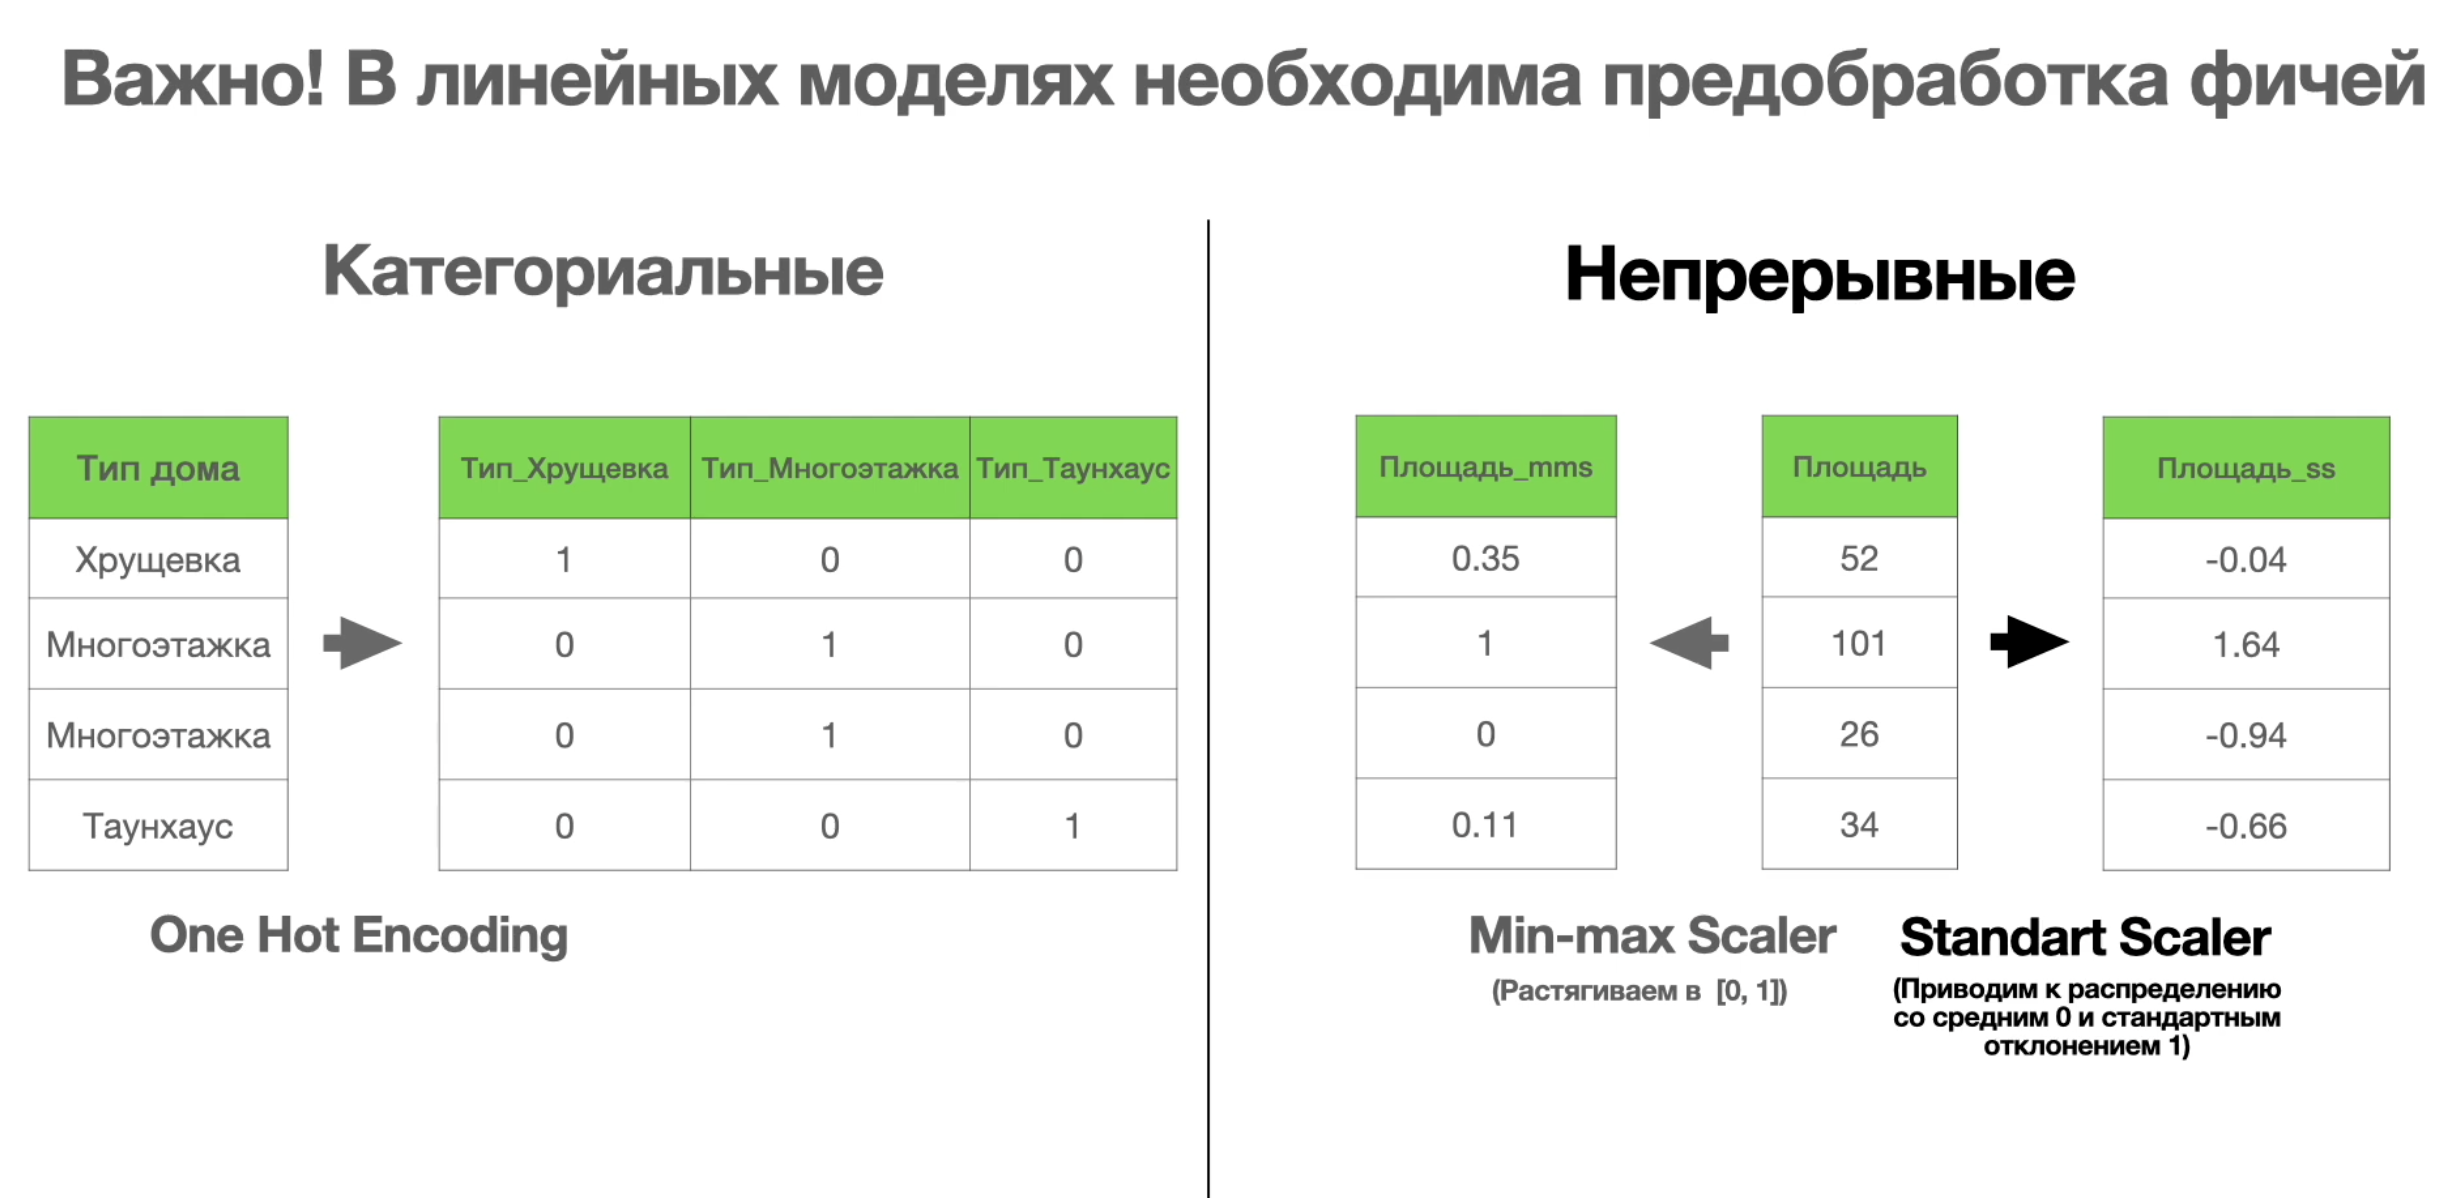 Важно! В линейных моделях необходима предобработка фичей
Категориальные
Тип дома
Хрущевка
Многоэтажка
Многоэтажка
Таунхаус
Тип_Хрущевка Тип_Многоэтажка Тип_Таунхаус
1 0 0
0 1 0
0 1 0
0 0 1
One Hot Encoding
Непрерывные
Площадь_mms Площадь Площадь_ss
0.35 52 -0.04
1 101 1.64
0 26 -0.94
0.11 34 -0.66
Min-max Scaler
(Растягиваем в [0, 1])
Standart Scaler
(Приводим к распределению
со средним 0 и стандартным
отклонением 1)